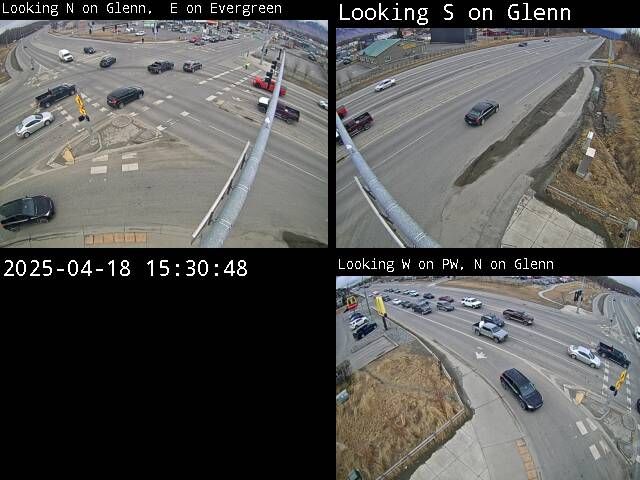 Looking N on Glenn, E on Evergreen
Looking S on Glenn
2025-04-18 15:30:48
Looking W on PW, N on Glenn